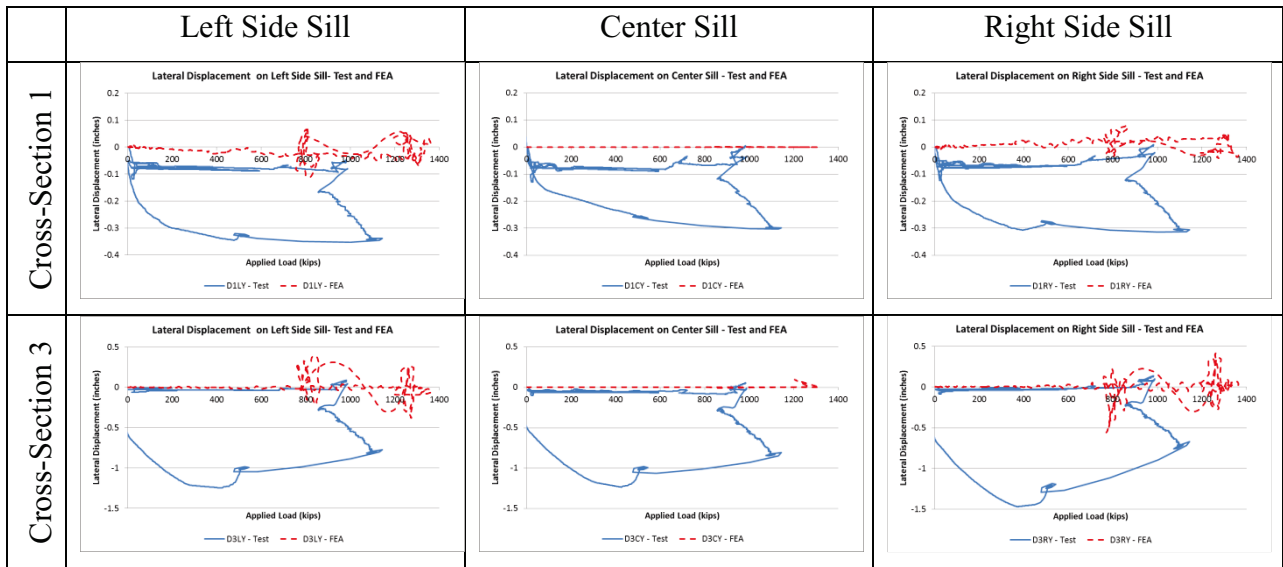 Left Side Sill
Center Sill
Right Side Sill
Cross-Section 1
Lateral Displacement on Left Side Sill- Test and FEA
Lateral Displacement (inches)
0.2
0.1
0
-0.1
-0.2
-0.3
-0.4
0 200 400 600 800 1000 1200 1400
Applied Load (kips)
D1LY - Test D1LY - FEA
Lateral Displacement on Center Sill - Test and FEA
Lateral Displacement (inches)
0.2
0.1
0
-0.1
-0.2
-0.3
-0.4
0 200 400 600 800 1000 1200 1400
Applied Load (kips)
D1CY - Test D1CY - FEA
Lateral Displacement on Right Side Sill - Test and FEA
Lateral Displacement (inches)
0.2
0.1
0
-0.1
-0.2
-0.3
-0.4
0 200 400 600 800 1000 1200 1400
Applied Load (kips)
D1RY - Test D1RY - FEA
Cross-Section 3
Lateral Displacement on Left Side Sill- Test and FEA
Lateral Displacement (inches)
0.5
0
-0.5
-1
-1.5
0 200 400 600 800 1000 1200 1400
Applied Load (kips)
D3LY - Test D3LY - FEA
Lateral Displacement on Center Sill - Test and FEA
Lateral Displacement (inches)
0.5
0
-0.5
-1
-1.5
0 200 400 600 800 1000 1200 1400
Applied Load (kips)
D3CY - Test D3CY - FEA
Lateral Displacement on Right Side Sill - Test and FEA
Lateral Displacement (inches)
0.5
0
-0.5
-1
-1.5
0 200 400 600 800 1000 1200 1400
Applied Load (kips)
D3RY - Test D3RY - FEA